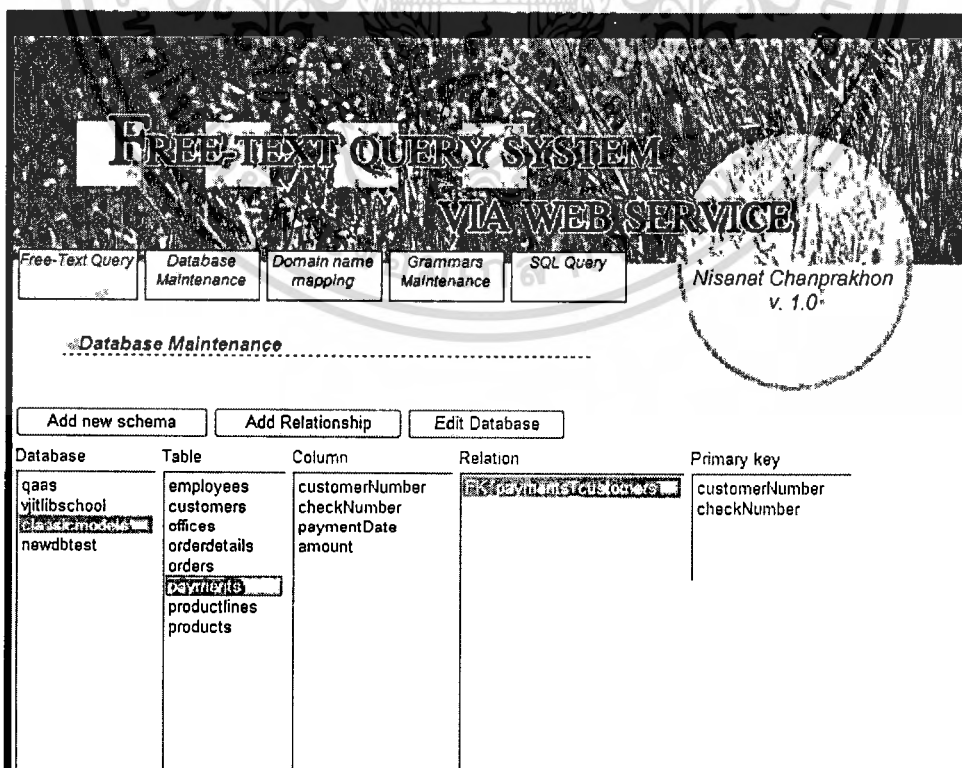 FREE-TEXT QUERY SYSTEM
VIA WEB SERVICE
Free-Text Query
Database
Maintenance
Domain name
mapping
Grammars
Maintenance
SQL Query
Nisanat Chanprakhon
v. 1.0
Database Maintenance
Add new schema
Add Relationship
Edit Database
Database
qaas
vjitlibschool
classicmodels
newdbtest
Table
employees
customers
offices
orderdetails
orders
payments
productlines
products
Column
customerNumber
checkNumber
paymentDate
amount
Relation
Primary key
customerNumber
checkNumber